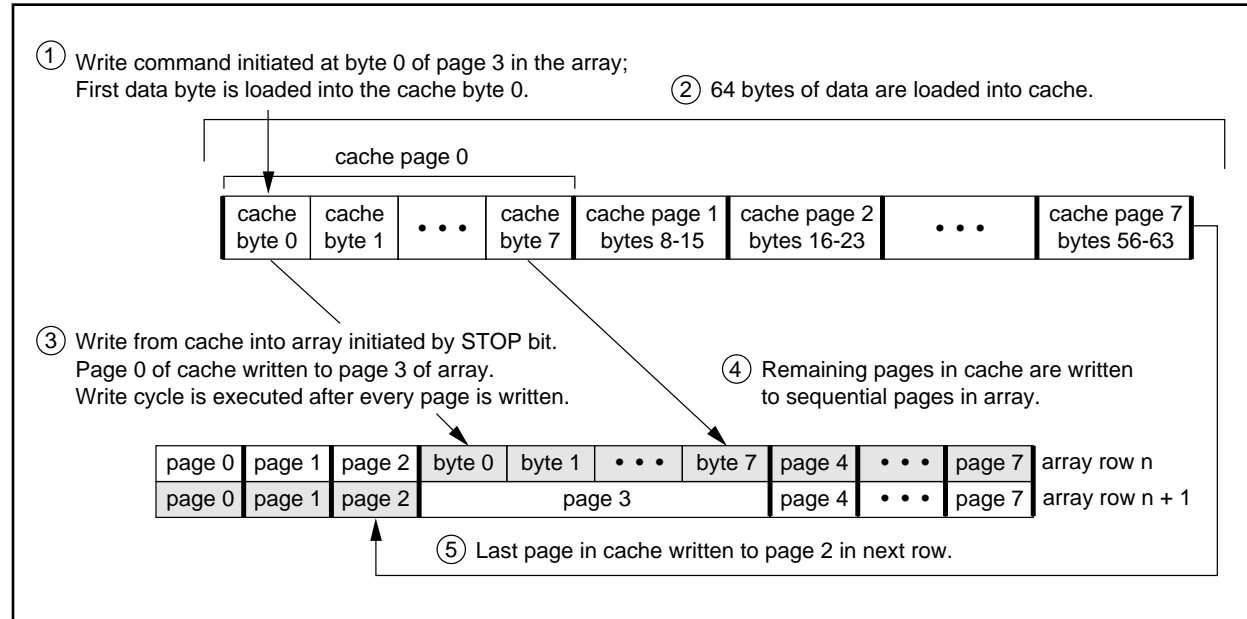 ① Write command initiated at byte 0 of page 3 in the array;
First data byte is loaded into the cache byte 0.
② 64 bytes of data are loaded into cache.
cache page 0
cache byte 0
cache byte 1
• • •
cache byte 7
cache page 1 bytes 8-15
cache page 2 bytes 16-23
• • •
cache page 7 bytes 56-63
③ Write from cache into array initiated by STOP bit.
Page 0 of cache written to page 3 of array.
Write cycle is executed after every page is written.
④ Remaining pages in cache are written
to sequential pages in array.
page 0 page 1 page 2 byte 0 byte 1 • • • byte 7 page 4 • • • page 7 array row n
page 0 page 1 page 2 page 3 page 4 • • • page 7 array row n + 1
⑤ Last page in cache written to page 2 in next row.